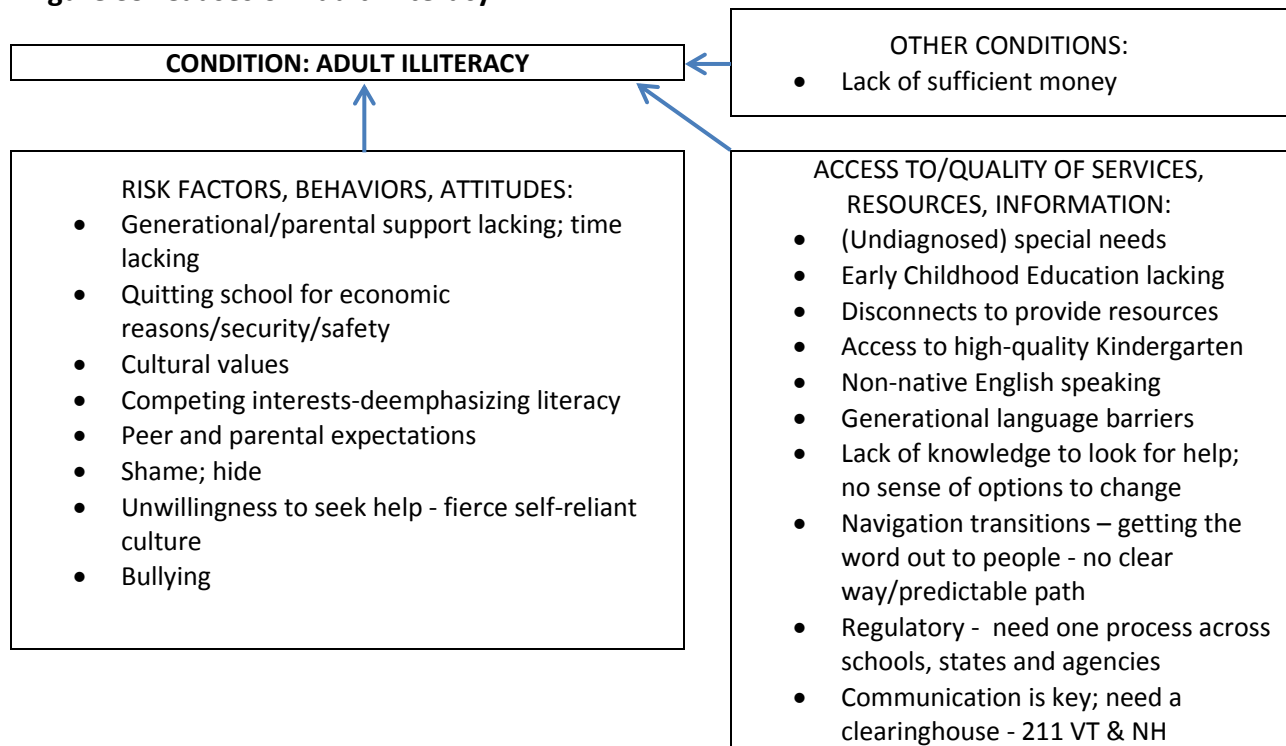 CONDITION: ADULT ILLITERACY
OTHER CONDITIONS:
• Lack of sufficient money
RISK FACTORS, BEHAVIORS, ATTITUDES:
• Generational/parental support lacking; time
lacking
• Quitting school for economic
reasons/security/safety
• Cultural values
• Competing interests-deemphasizing literacy
• Peer and parental expectations
• Shame; hide
• Unwillingness to seek help - fierce self-reliant
culture
• Bullying
ACCESS TO/QUALITY OF SERVICES,
RESOURCES, INFORMATION:
• (Undiagnosed) special needs
• Early Childhood Education lacking
• Disconnects to provide resources
• Access to high-quality Kindergarten
• Non-native English speaking
• Generational language barriers
• Lack of knowledge to look for help;
no sense of options to change
• Navigation transitions – getting the
word out to people - no clear
way/predictable path
• Regulatory - need one process across
schools, states and agencies
• Communication is key; need a
clearinghouse - 211 VT & NH